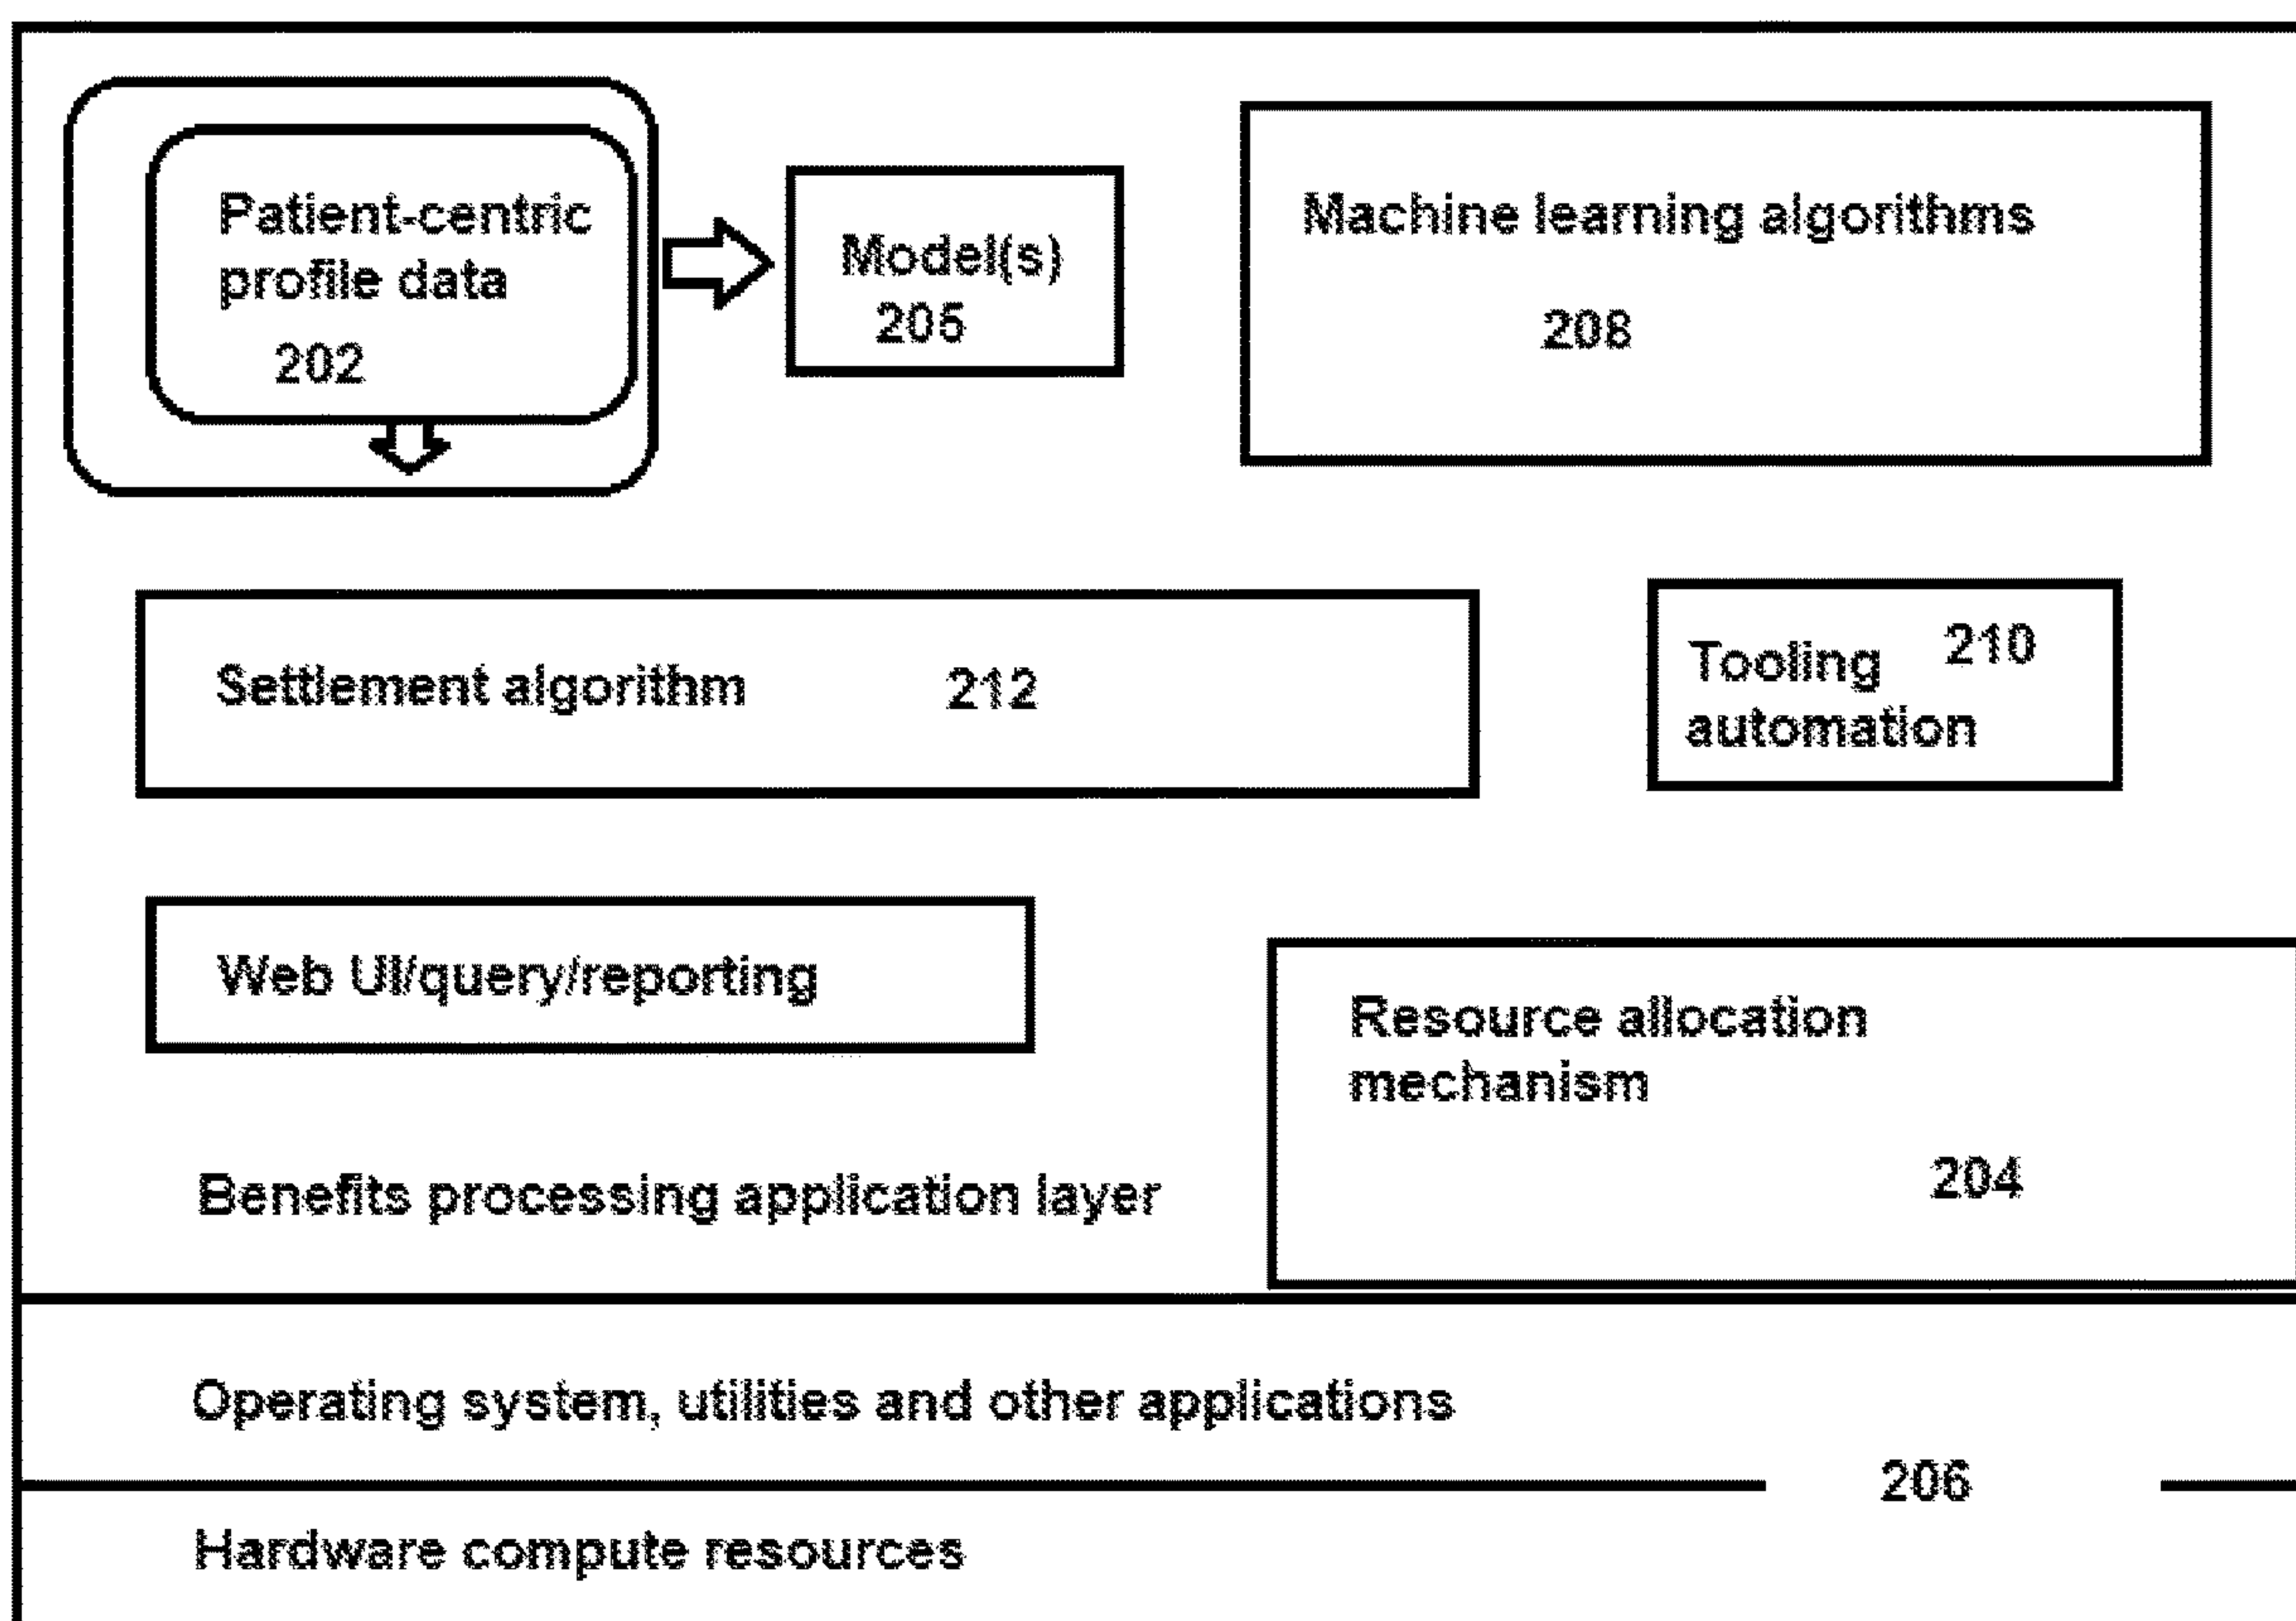 Patient-centric
profile data
202
Model(s)
205
Machine learning algorithms
208
Settlement algorithm 212
Tooling 210
automation
Web UI/query/reporting
Resource allocation
mechanism
204
Benefits processing application layer
Operating system, utilities and other applications
206
Hardware compute resources